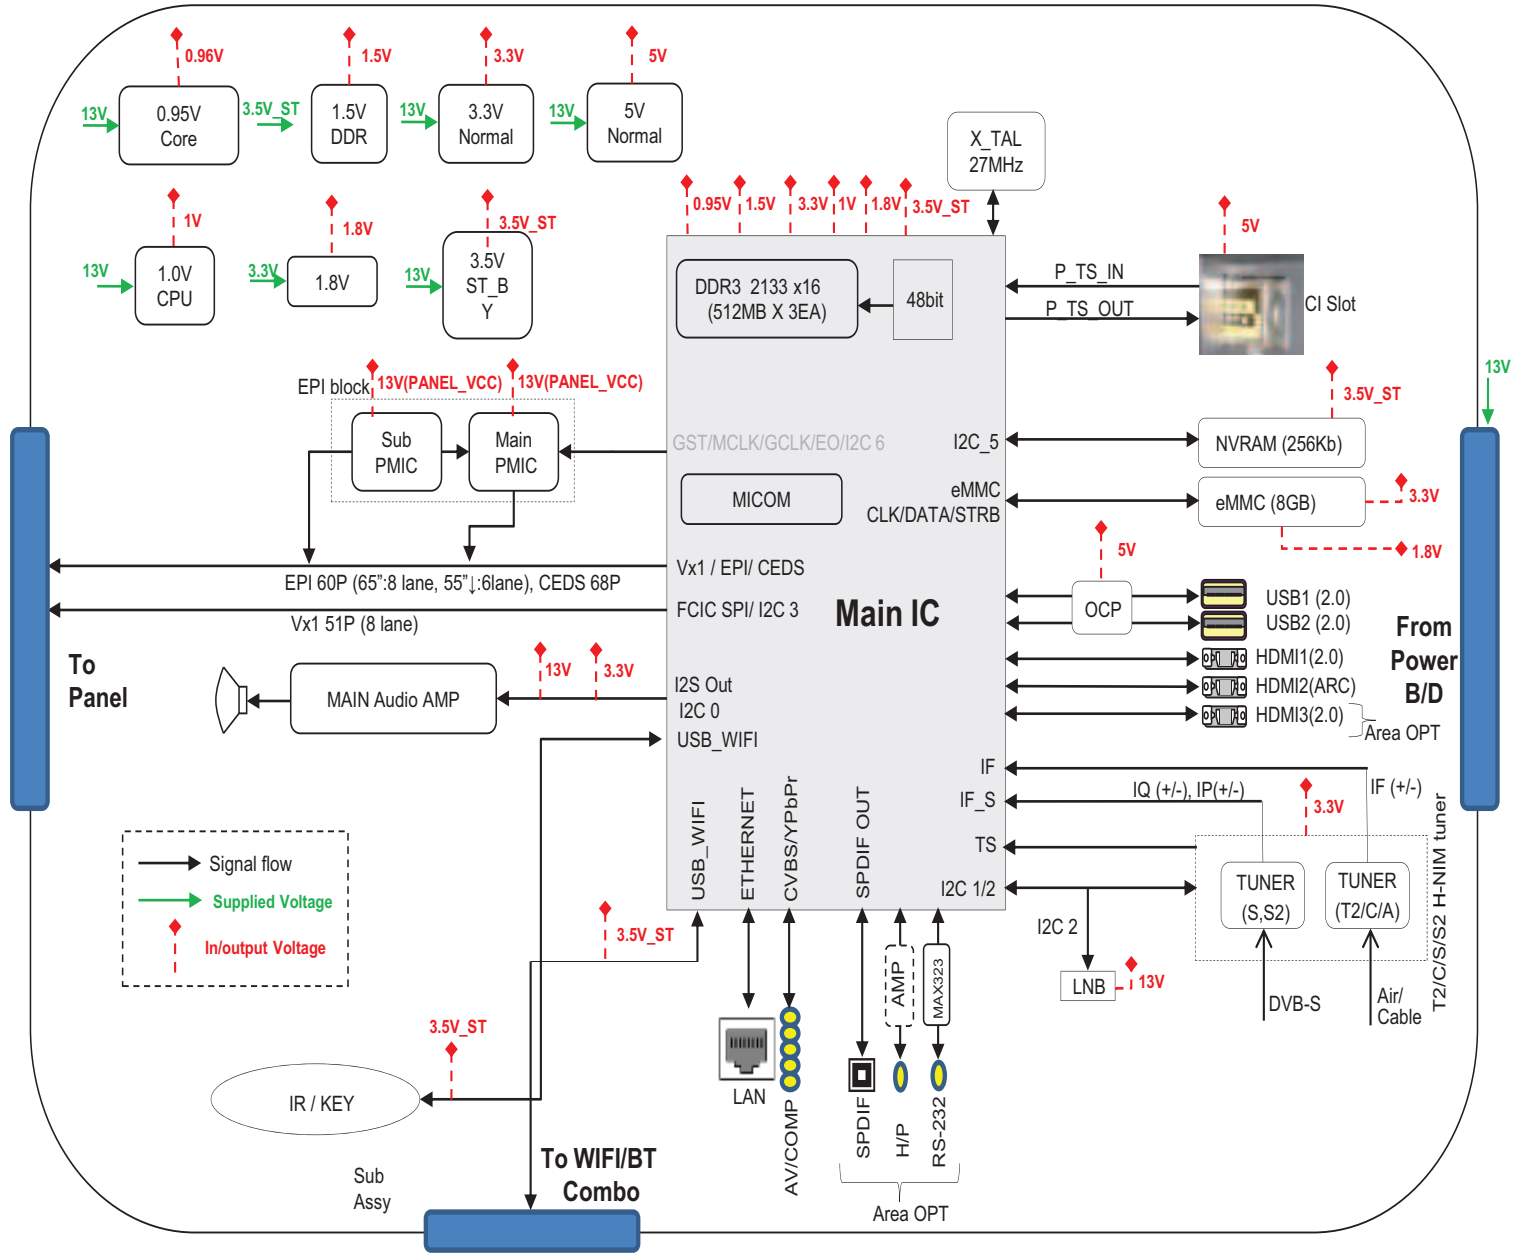 0.96V
1.5V
3.3V
5V
13V
0.95V
Core
3.5V_ST
1.5V
DDR
13V
3.3V
Normal
13V
5V
Normal
1V
1.8V
3.5V_ST
13V
1.0V
CPU
3.3V
1.8V
13V
3.5V
ST_B
Y
X_TAL
27MHz
0.95V
1.5V
3.3V
1V
1.8V
3.5V_ST
DDR3 2133 x16
(512MB X 3EA)
48bit
P_TS_IN
P_TS_OUT
5V
CI Slot
EPI block
13V(PANEL_VCC)
13V(PANEL_VCC)
Sub
PMIC
Main
PMIC
GST/MCLK/GCLK/EO/I2C 6
MICOM
I2C_5
eMMC
CLK/DATA/STRB
3.5V_ST
NVRAM (256Kb)
eMMC (8GB)
3.3V
1.8V
13V
Vx1 / EPI/ CEDS
EPI 60P (65”:8 lane, 55”↓:6lane), CEDS 68P
FCIC SPI/ I2C 3
Vx1 51P (8 lane)
Main IC
5V
OCP
USB1 (2.0)
USB2 (2.0)
HDMI1(2.0)
HDMI2(ARC)
HDMI3(2.0)
Area OPT
From
Power
B/D
To
Panel
MAIN Audio AMP
13V
3.3V
I2S Out
I2C 0
USB_WIFI
IF
IF_S
TS
I2C 1/2
IQ (+/-), IP(+/-)
IF (+/-)
3.3V
TUNER
(S,S2)
TUNER
(T2/C/A)
T2/C/S/S2 H-NIM tuner
I2C 2
LNB
13V
DVB-S
Air/
Cable
USB_WIFI
ETHERNET
CVBS/YPbPr
SPDIF OUT
AMP
MAX323
Signal flow
Supplied Voltage
In/output Voltage
3.5V_ST
3.5V_ST
IR / KEY
LAN
AV/COMP
SPDIF
H/P
RS-232
Area OPT
Sub
Assy
To WIFI/BT
Combo